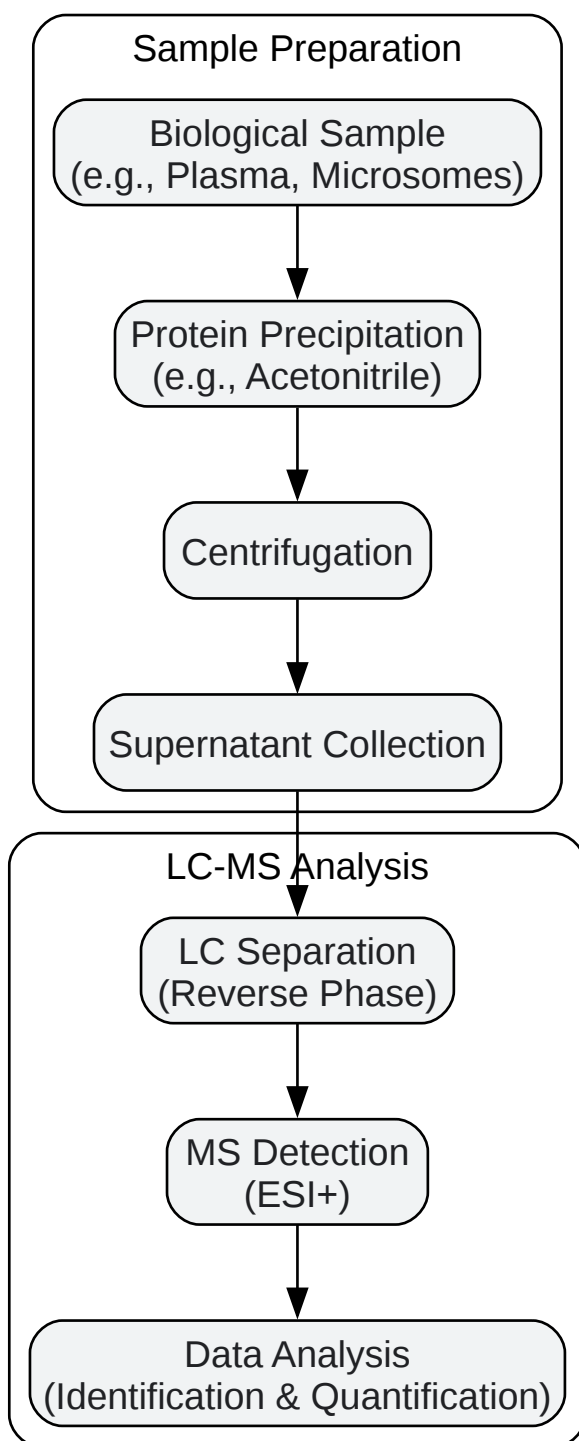 Sample Preparation
Biological Sample
(e.g., Plasma, Microsomes)
Protein Precipitation
(e.g., Acetonitrile)
Centrifugation
Supernatant Collection
LC-MS Analysis
LC Separation
(Reverse Phase)
MS Detection
(ESI+)
Data Analysis
(Identification & Quantification)